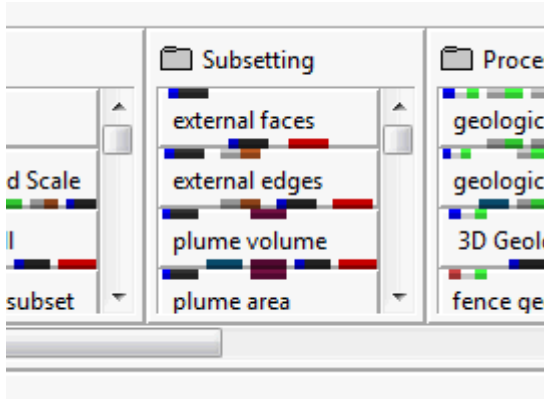 Subsetting
Proce
external faces
geologic
d Scale
external edges
geologic
l
plume volume
3D Geol
subset
plume area
fence ge